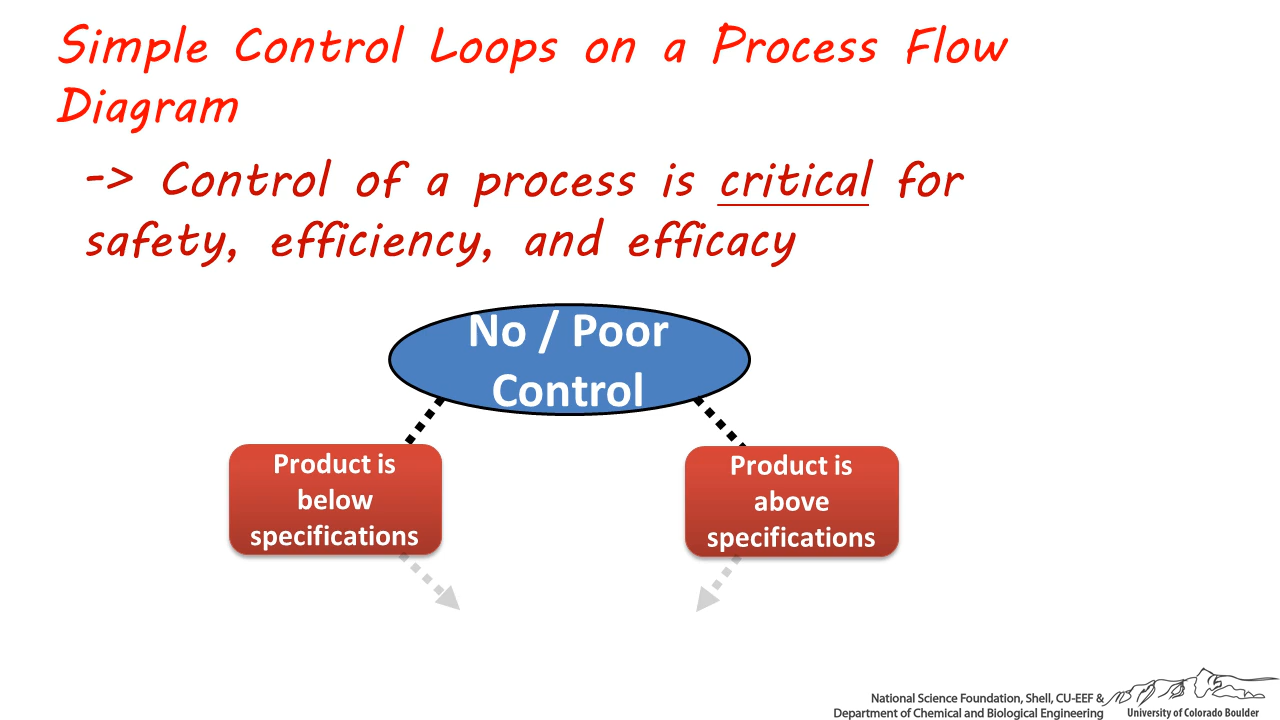 Simple Control Loops on a Process Flow
Diagram
-> Control of a process is critical for
safety, efficiency, and efficacy
No / Poor
Control
Product is
below
specifications
Product is
above
specifications
National Science Foundation, Shell, CU-EEF &
Department of Chemical and Biological Engineering
University of Colorado Boulder